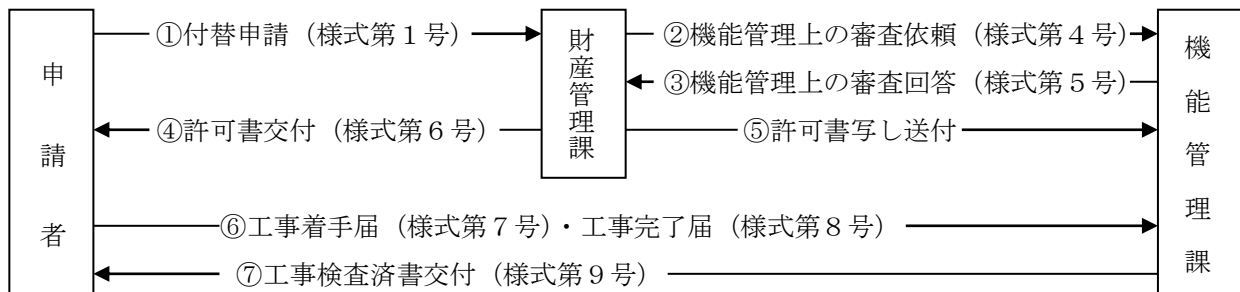 申請者
①付替申請（様式第１号）
財産管理課
②機能管理上の審査依頼（様式第４号）
機能管理課
③機能管理上の審査回答（様式第５号）
④許可書交付（様式第６号）
⑤許可書写し送付
⑥工事着手届（様式第７号）・工事完了届（様式第８号）
⑦工事検査済書交付（様式第９号）